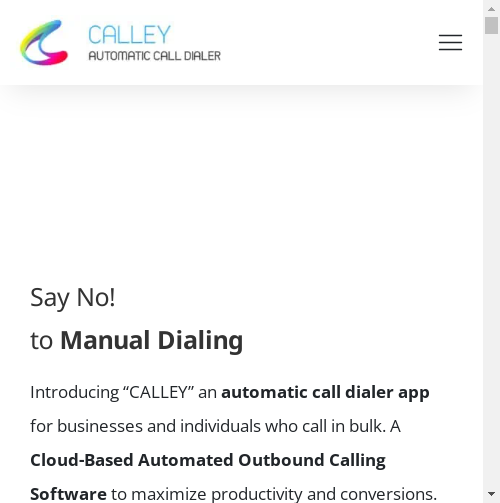 CALLEY
AUTOMATIC CALL DIALER
Say No!
to Manual Dialing
Introducing “CALLEY” an automatic call dialer app
for businesses and individuals who call in bulk. A
Cloud-Based Automated Outbound Calling
Software to maximize productivity and conversions.